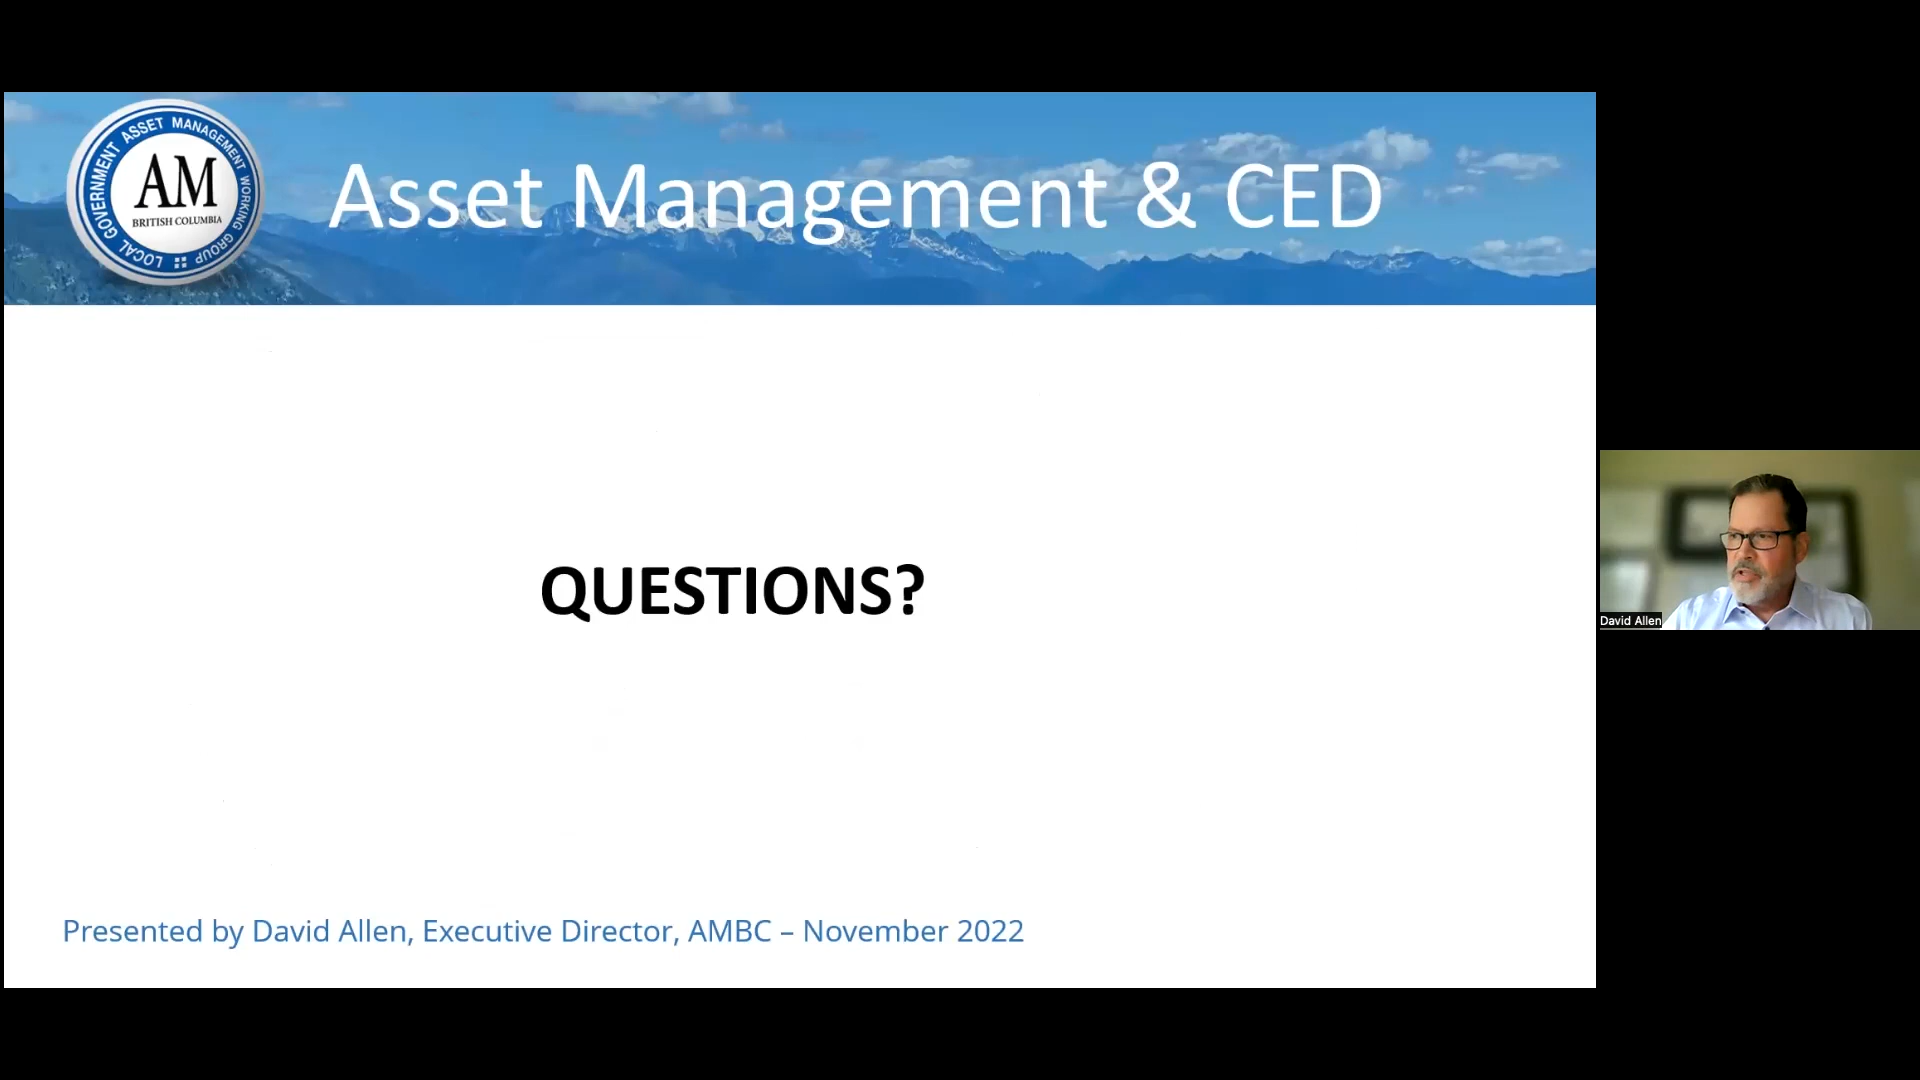 LOCAL GOVERNMENT ASSET MANAGEMENT WORKING GROUP
AM
BRITISH COLUMBIA
Asset Management & CED
QUESTIONS?
David Allen
Presented by David Allen, Executive Director, AMBC – November 2022